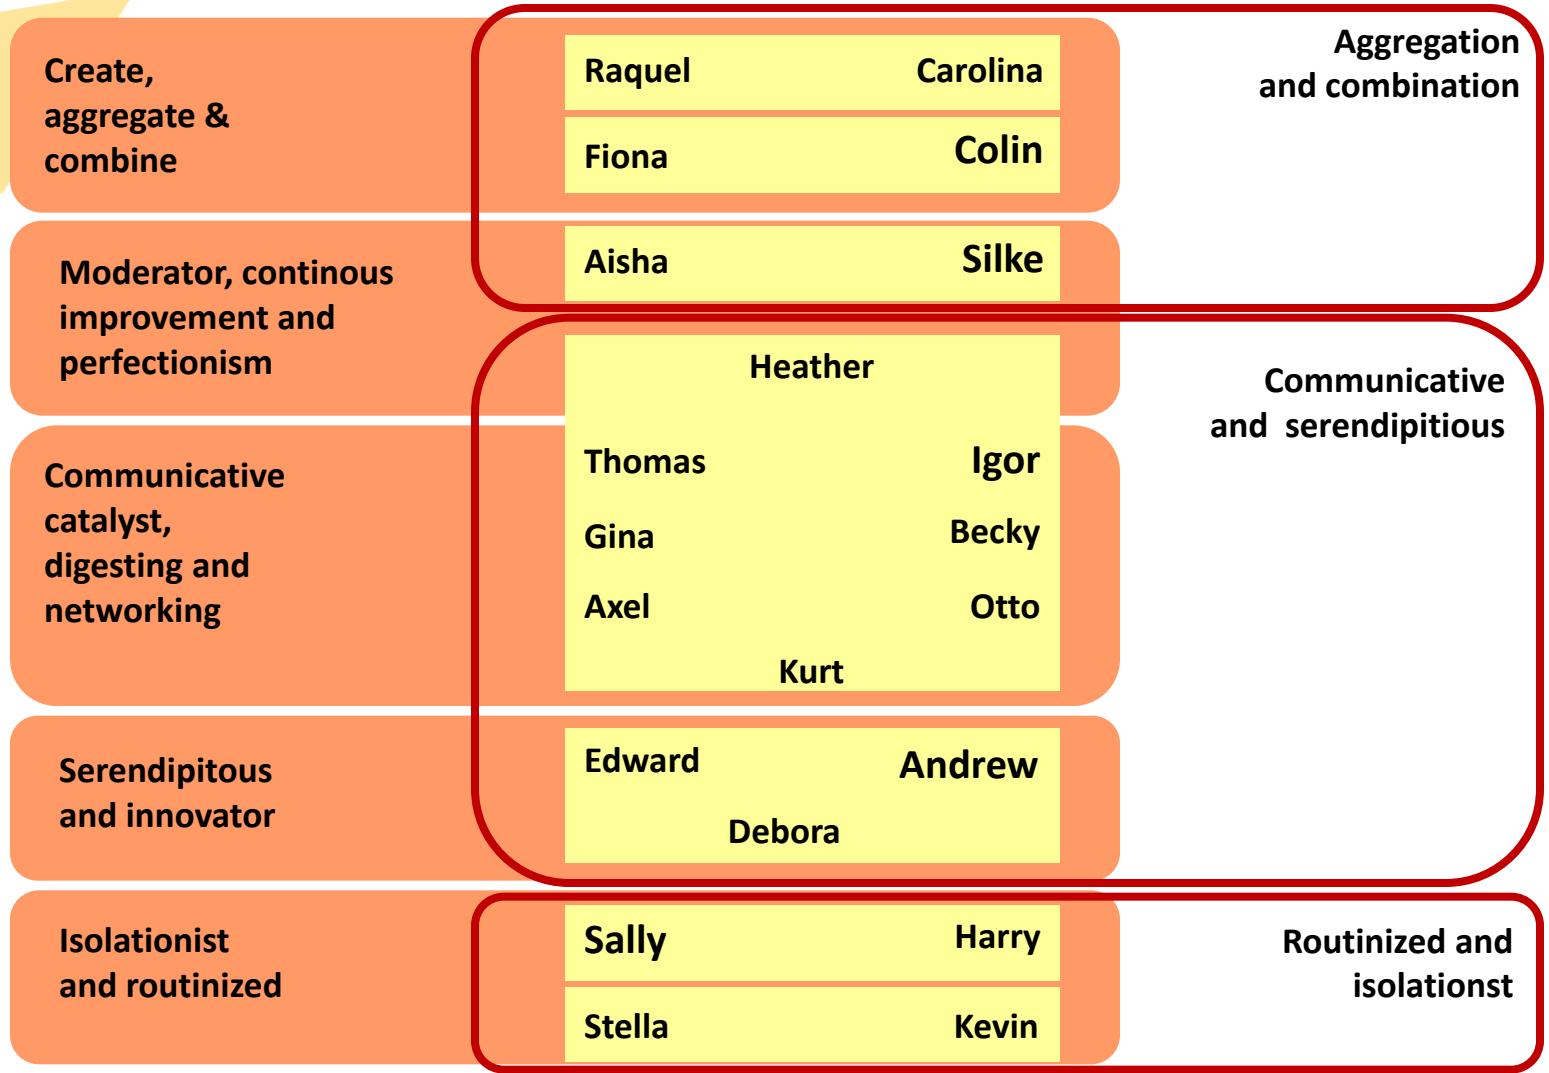 Create,
aggregate &
combine
Raquel Carolina
Fiona Colin
Aggregation
and combination
Moderator, continous
improvement and
perfectionism
Aisha Silke
Heather
Communicative
and serendipitious
Communicative
catalyst,
digesting and
networking
Thomas Igor
Gina Becky
Axel Otto
Kurt
Serendipitous
and innovator
Edward Andrew
Debora
Isolationist
and routinized
Sally Harry
Stella Kevin
Routinized and
isolationst